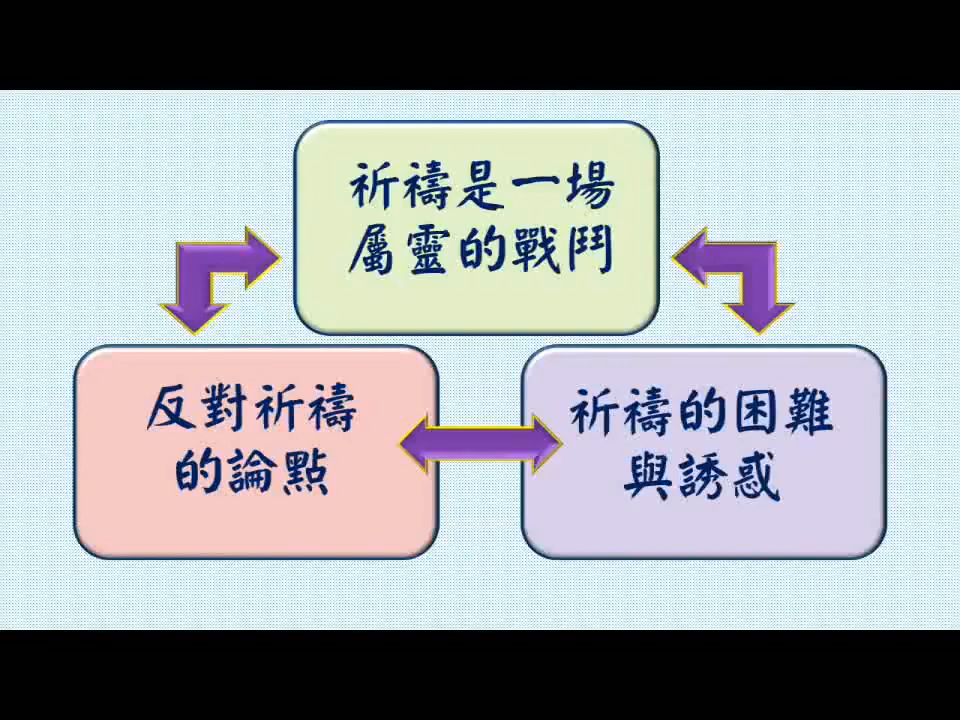 祈禱是一場
屬靈的戰鬥
反對祈禱
的論點
祈禱的困難
與誘惑